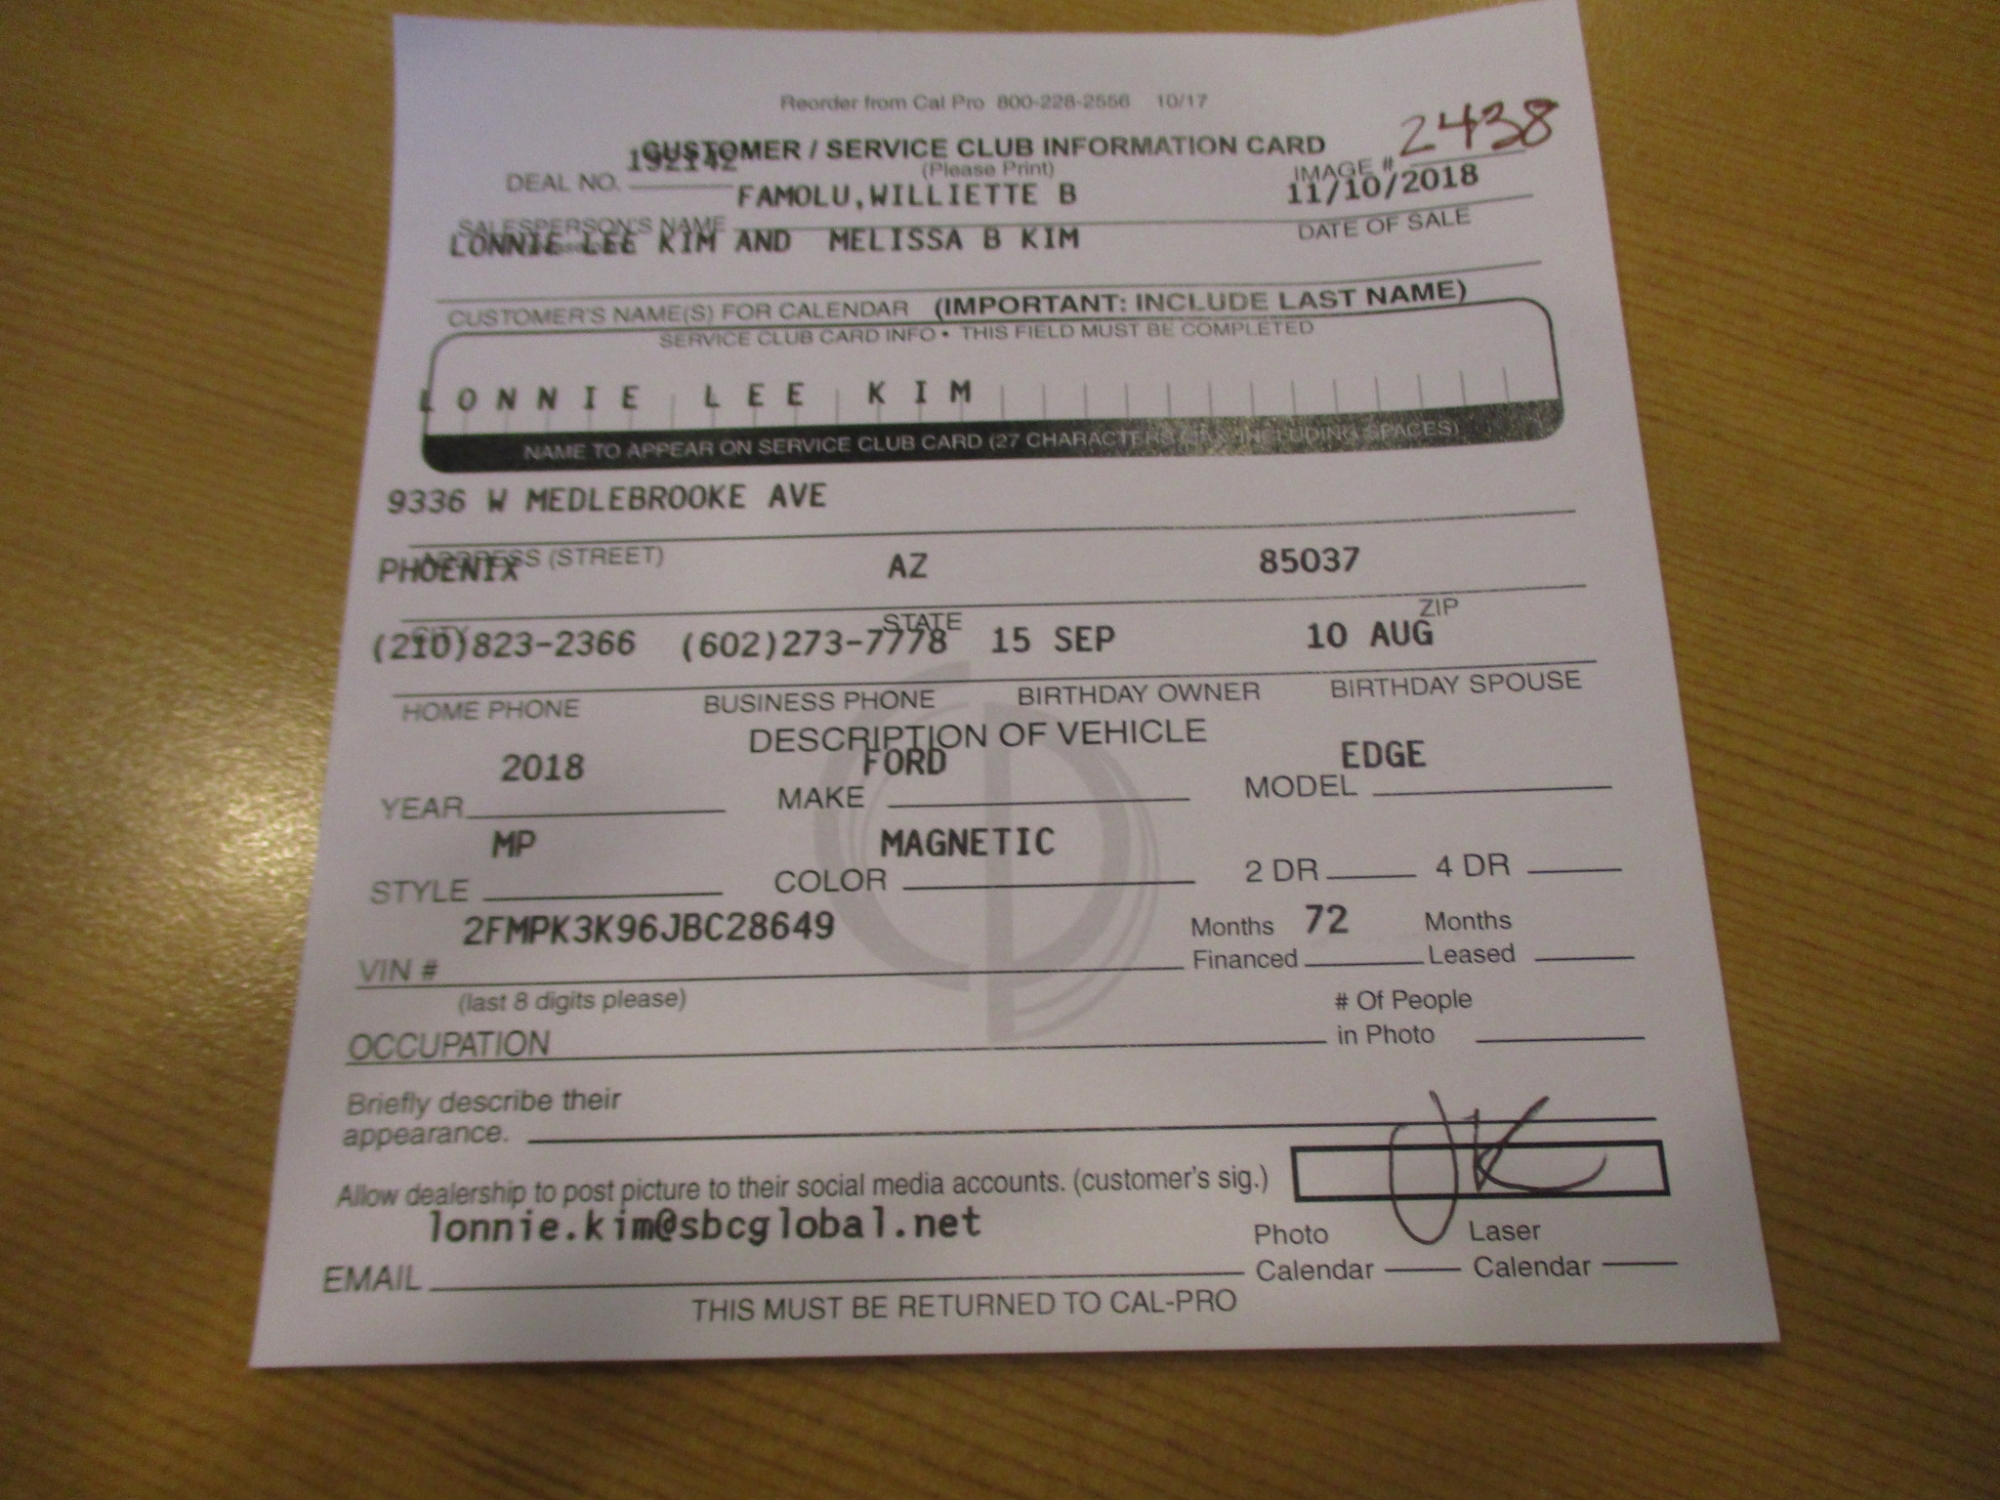 Reorder from Cal Pro 800-228-2556 10/17
2438
CUSTOMER / SERVICE CLUB INFORMATION CARD
(Please Print)
DEAL NO. 192142
IMAGE #
FAMOLU,WILLIETTE B 11/10/2018
SALESPERSON'S NAME DATE OF SALE
LONNIE LEE KIM AND MELISSA B KIM
CUSTOMER'S NAME(S) FOR CALENDAR (IMPORTANT: INCLUDE LAST NAME)
SERVICE CLUB CARD INFO • THIS FIELD MUST BE COMPLETED
LONNIE LEE KIM
NAME TO APPEAR ON SERVICE CLUB CARD (27 CHARACTERS MAX INCLUDING SPACES)
9336 W MEDLEBROOKE AVE
ADDRESS (STREET)
PHOENIX AZ 85037
CITY STATE ZIP
(210)823-2366 (602)273-7778 15 SEP 10 AUG
HOME PHONE BUSINESS PHONE BIRTHDAY OWNER BIRTHDAY SPOUSE
DESCRIPTION OF VEHICLE
2018 FORD EDGE
YEAR MAKE MODEL
MP MAGNETIC
STYLE COLOR 2 DR 4 DR
2FMPK3K96JBC28649 Months 72 Months
VIN # Financed Leased
(last 8 digits please) # Of People
OCCUPATION in Photo
Briefly describe their
appearance.
Allow dealership to post picture to their social media accounts. (customer's sig.) JK
lonnie.kim@sbcglobal.net Photo Laser
EMAIL Calendar Calendar
THIS MUST BE RETURNED TO CAL-PRO